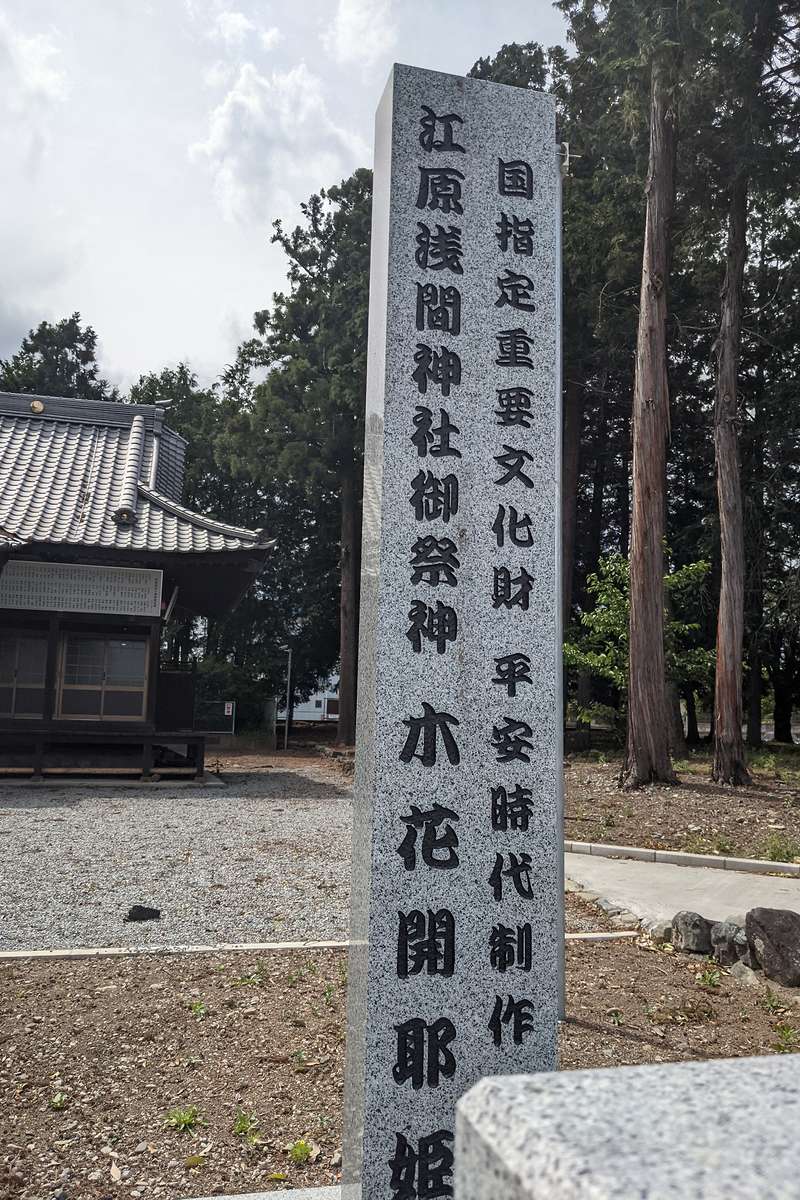 国指定重要文化財 平安時代制作
江原浅間神社御祭神 木花開耶姫